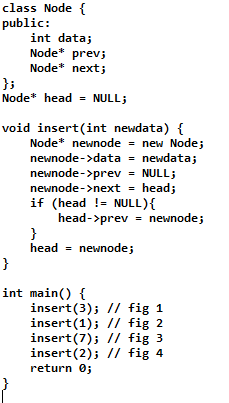 class Node {
public:
    int data;
    Node* prev;
    Node* next;
};
Node* head = NULL;

void insert(int newdata) {
    Node* newnode = new Node;
    newnode->data = newdata;
    newnode->prev = NULL;
    newnode->next = head;
    if (head != NULL){
        head->prev = newnode;
    }
    head = newnode;
}

int main() {
    insert(3); // fig 1
    insert(1); // fig 2
    insert(7); // fig 3
    insert(2); // fig 4
    return 0;
}